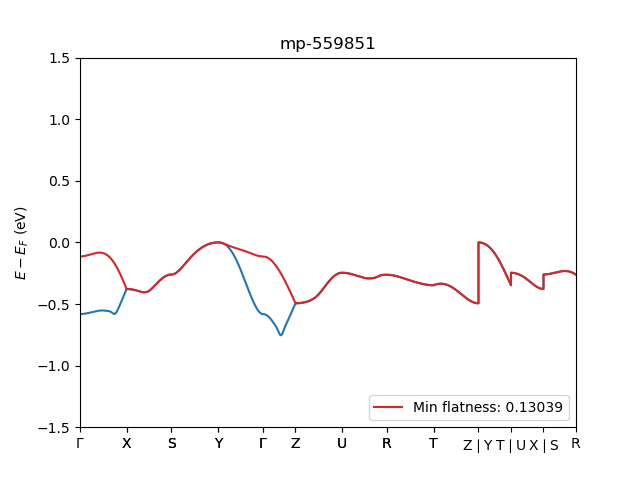 mp-559851
E − E_F (eV)
1.5
1.0
0.5
0.0
−0.5
−1.0
−1.5
Min flatness: 0.13039
Γ X S Y Γ Z U R T Z | Y T | U X | S R